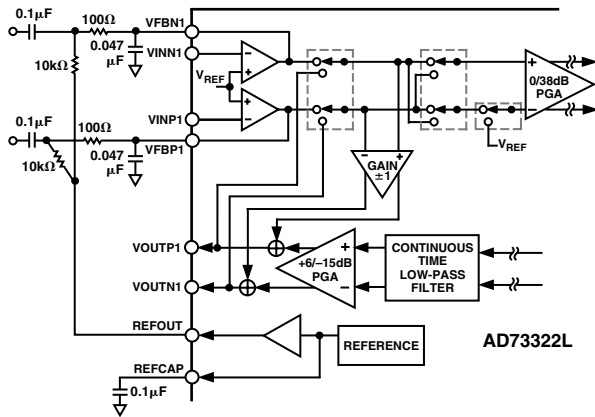 0.1μF
100Ω
VFBN1
0.047
μF
VINN1
10kΩ
VREF
0/38dB
PGA
0.1μF
VINP1
100Ω
VFBP1
0.047
μF
10kΩ
VREF
GAIN
±1
VOUTP1
+6/–15dB
PGA
CONTINUOUS
TIME
LOW-PASS
FILTER
VOUTN1
REFOUT
REFERENCE
AD73322L
REFCAP
0.1μF